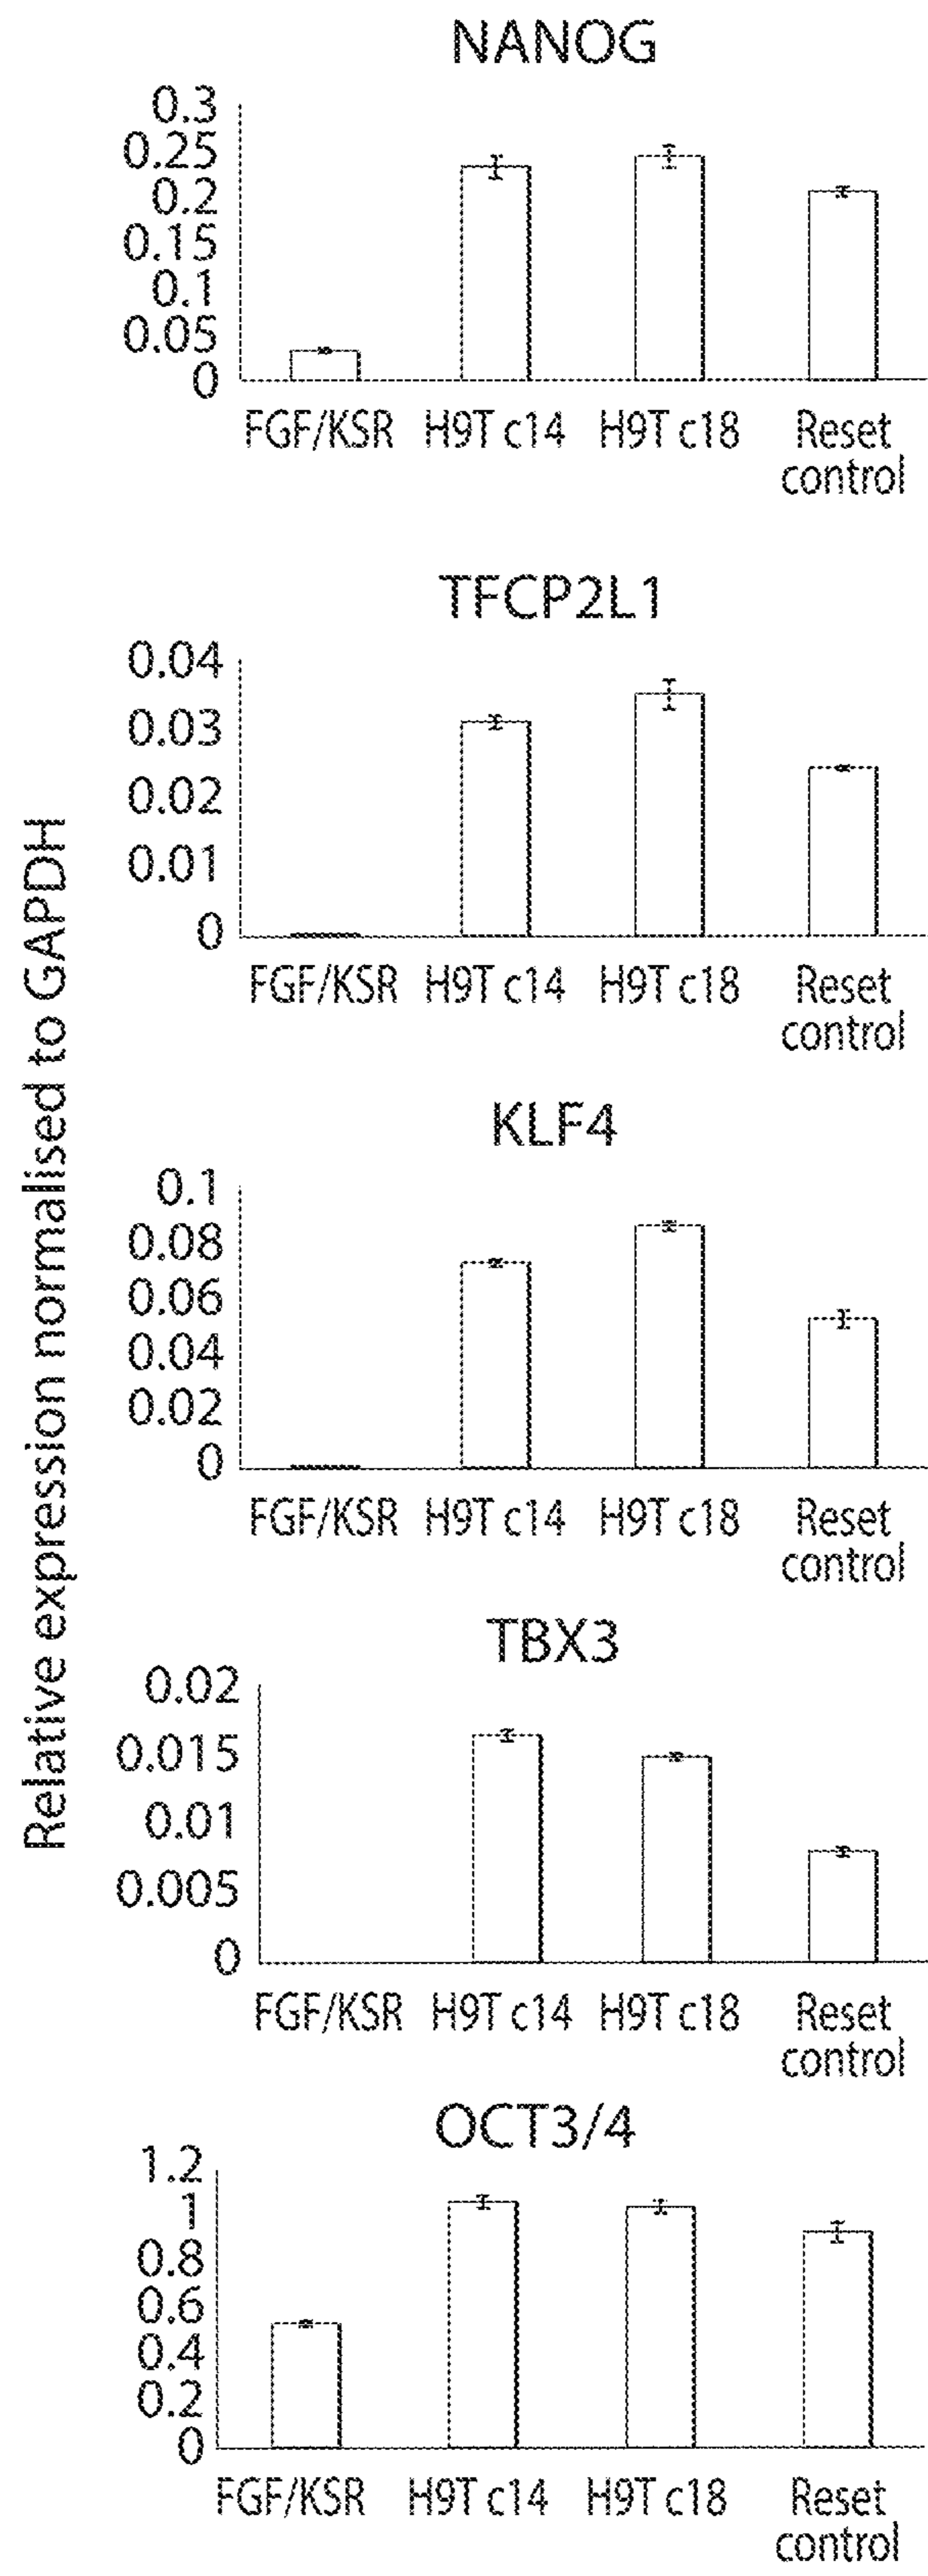 Relative expression normalised to GAPDH
NANOG
0.3
0.25
0.2
0.15
0.1
0.05
0
FGF/KSR H9T c14 H9T c18 Reset
control
TFCP2L1
0.04
0.03
0.02
0.01
0
FGF/KSR H9T c14 H9T c18 Reset
control
KLF4
0.1
0.08
0.06
0.04
0.02
0
FGF/KSR H9T c14 H9T c18 Reset
control
TBX3
0.02
0.015
0.01
0.005
0
FGF/KSR H9T c14 H9T c18 Reset
control
OCT3/4
1.2
1
0.8
0.6
0.4
0.2
0
FGF/KSR H9T c14 H9T c18 Reset
control